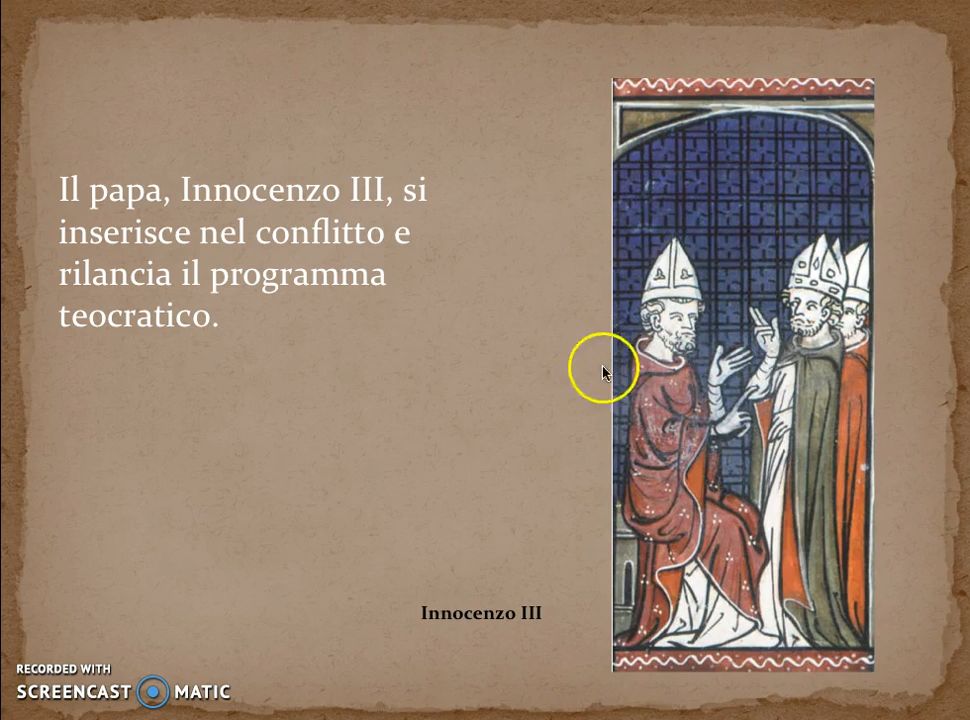 Il papa, Innocenzo III, si
inserisce nel conflitto e
rilancia il programma
teocratico.
Innocenzo III
RECORDED WITH
SCREENCAST MATIC